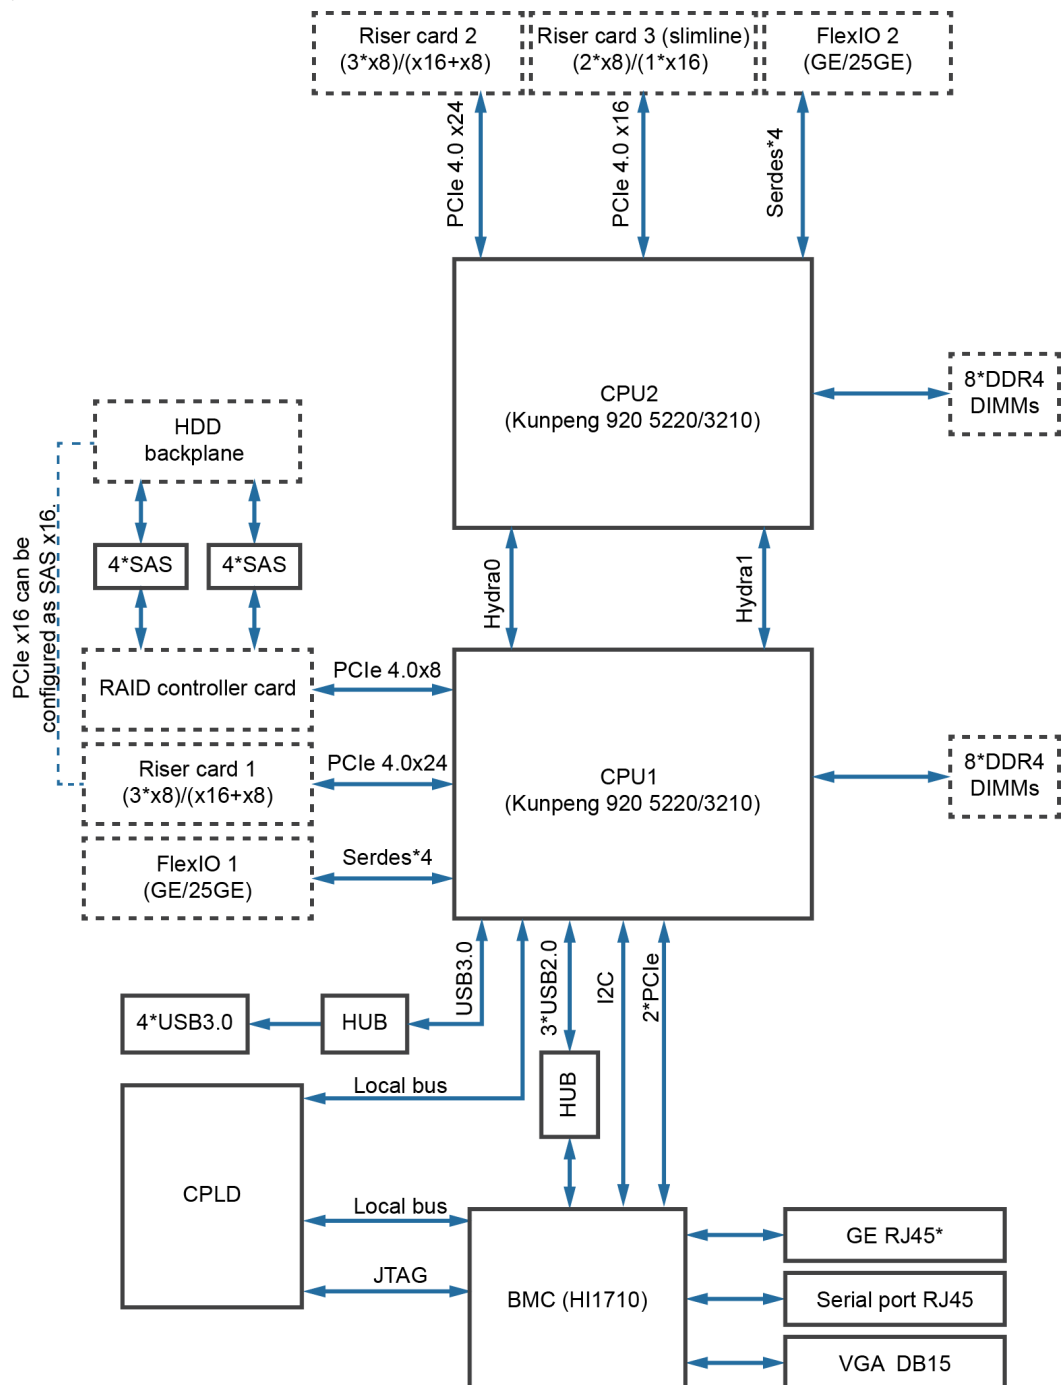 Riser card 2
(3*x8)/(x16+x8)
Riser card 3 (slimline)
(2*x8)/(1*x16)
FlexIO 2
(GE/25GE)
PCIe 4.0 x24
PCIe 4.0 x16
Serdes*4
CPU2
(Kunpeng 920 5220/3210)
8*DDR4
DIMMs
HDD
backplane
4*SAS
4*SAS
PCIe x16 can be
configured as SAS x16.
Hydra0
Hydra1
RAID controller card
PCIe 4.0x8
Riser card 1
(3*x8)/(x16+x8)
PCIe 4.0x24
CPU1
(Kunpeng 920 5220/3210)
8*DDR4
DIMMs
FlexIO 1
(GE/25GE)
Serdes*4
USB3.0
3*USB2.0
I2C
2*PCIe
4*USB3.0
HUB
HUB
Local bus
CPLD
Local bus
JTAG
BMC (HI1710)
GE RJ45*
Serial port RJ45
VGA DB15